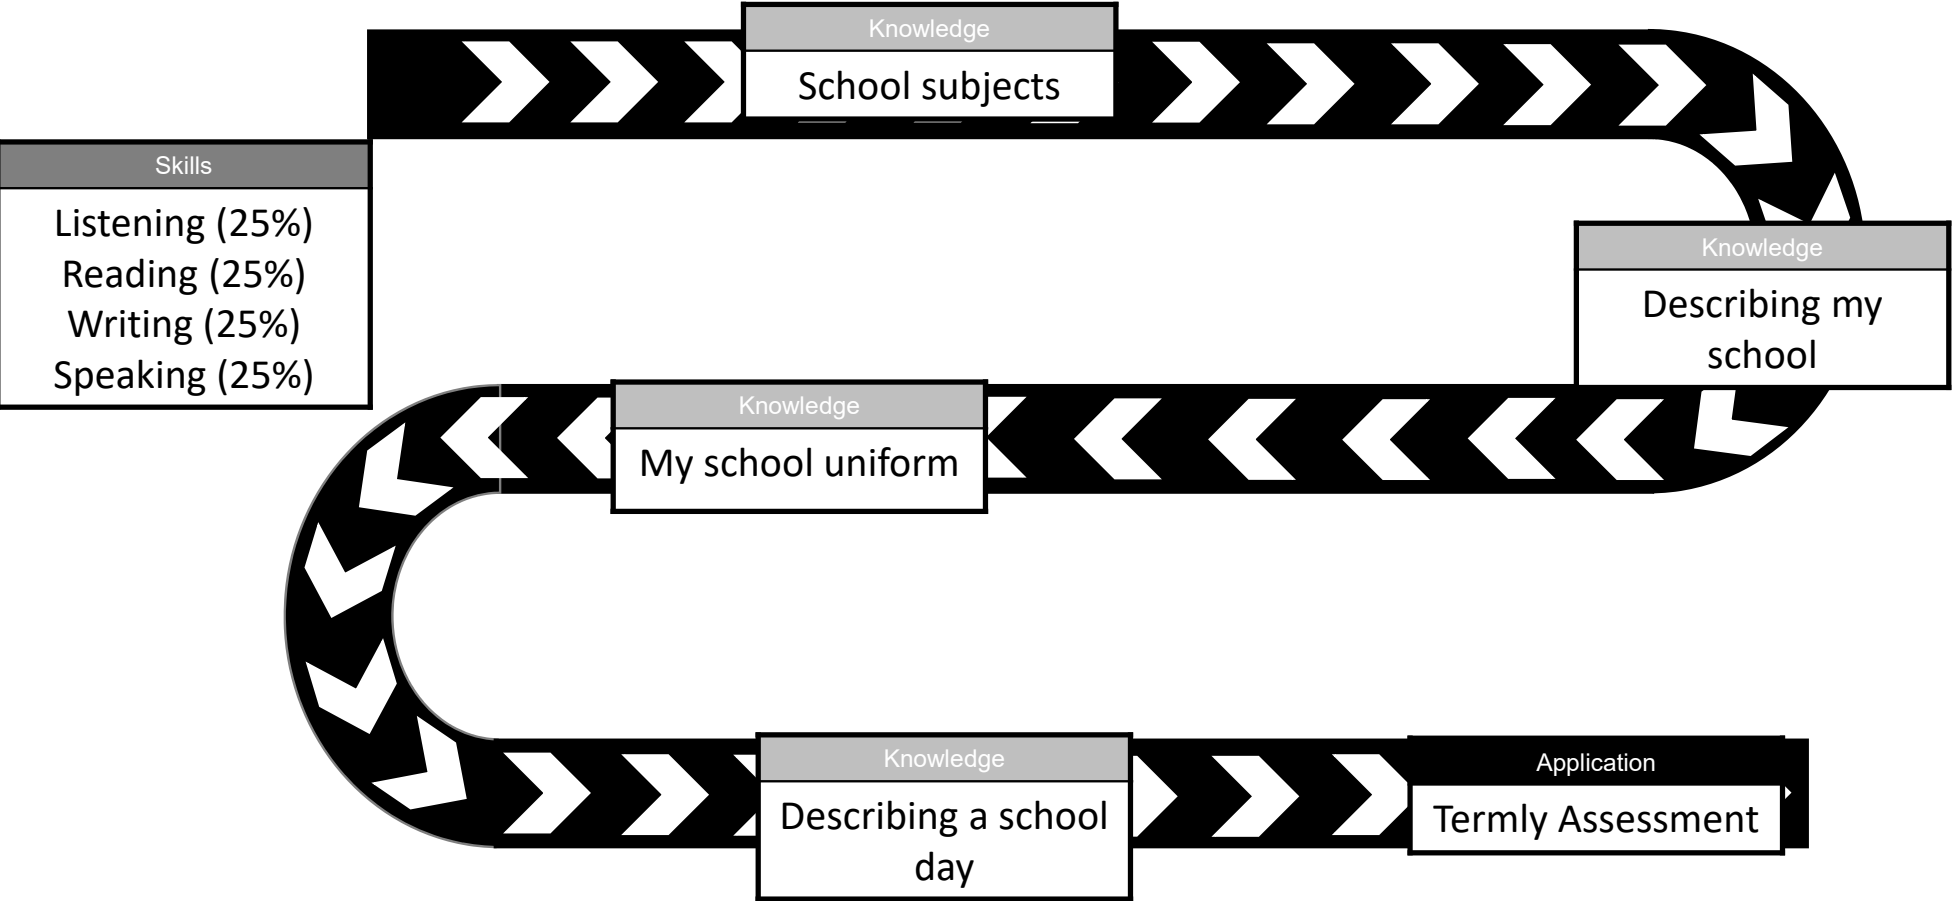 Knowledge
School subjects
Skills
Listening (25%)
Reading (25%)
Writing (25%)
Speaking (25%)
Knowledge
Describing my
school
Knowledge
My school uniform
Knowledge
Describing a school
day
Application
Termly Assessment